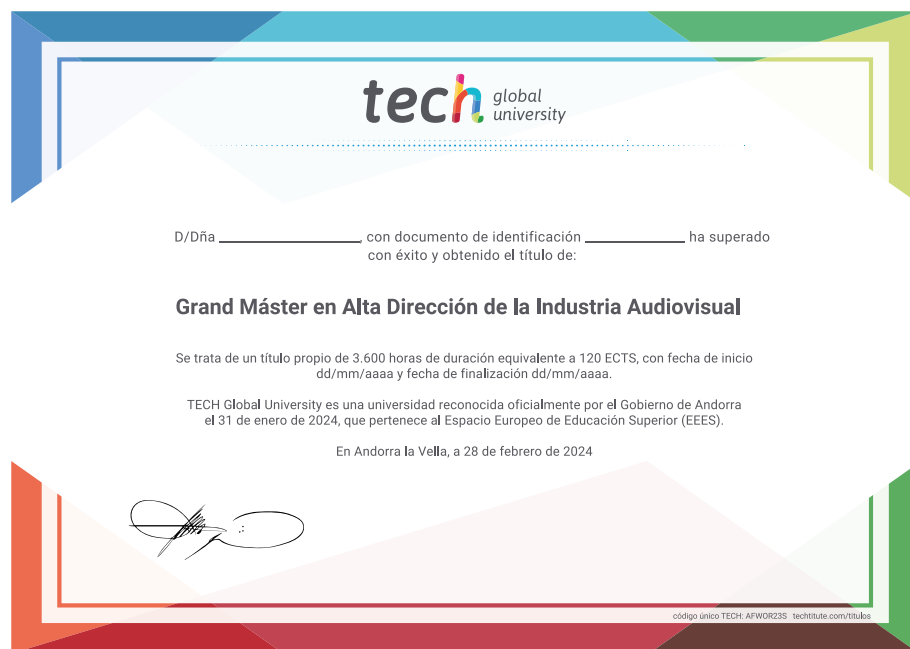 tech global university
D/Dña ______________, con documento de identificación __________ ha superado
con éxito y obtenido el título de:
Grand Máster en Alta Dirección de la Industria Audiovisual
Se trata de un título propio de 3.600 horas de duración equivalente a 120 ECTS, con fecha de inicio
dd/mm/aaaa y fecha de finalización dd/mm/aaaa.
TECH Global University es una universidad reconocida oficialmente por el Gobierno de Andorra
el 31 de enero de 2024, que pertenece al Espacio Europeo de Educación Superior (EEES).
En Andorra la Vella, a 28 de febrero de 2024
código único TECH: AFWOR23S techtitute.com/titulos